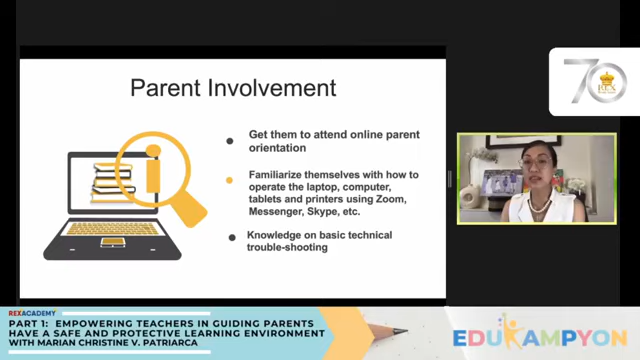 Parent Involvement
Get them to attend online parent
orientation
Familiarize themselves with how to
operate the laptop, computer,
tablets and printers using Zoom,
Messenger, Skype, etc.
Knowledge on basic technical
trouble-shooting
70
REX
REXACADEMY
PART 1: EMPOWERING TEACHERS IN GUIDING PARENTS
HAVE A SAFE AND PROTECTIVE LEARNING ENVIRONMENT
WITH MARIAN CHRISTINE V. PATRIARCA
EDUKAMPYON